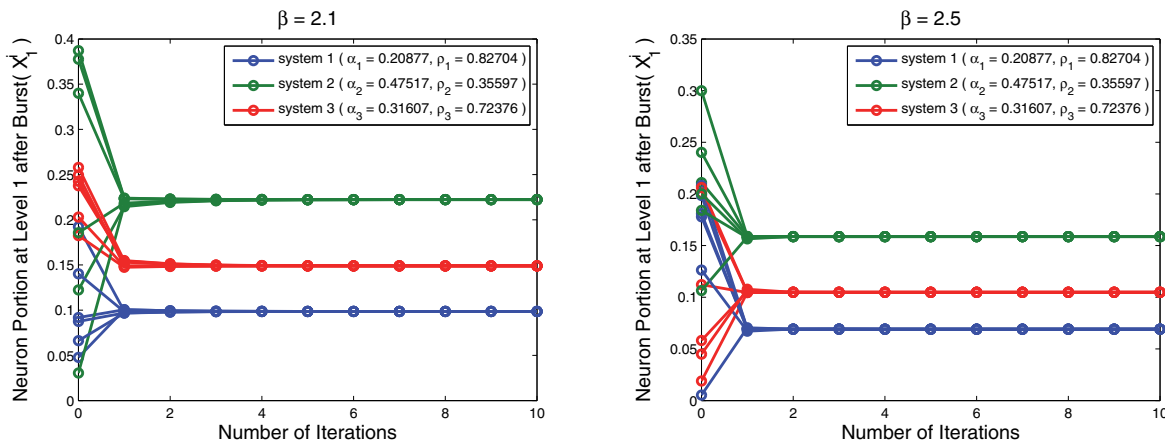 β = 2.1
Neuron Portion at Level 1 after Burst( X₁ʲ )
0.4
0.35
0.3
0.25
0.2
0.15
0.1
0.05
0
system 1 ( α₁ = 0.20877, ρ₁ = 0.82704 )
system 2 ( α₂ = 0.47517, ρ₂ = 0.35597 )
system 3 ( α₃ = 0.31607, ρ₃ = 0.72376 )
0 2 4 6 8 10
Number of Iterations
β = 2.5
Neuron Portion at Level 1 after Burst( X₁ʲ )
0.35
0.3
0.25
0.2
0.15
0.1
0.05
0
system 1 ( α₁ = 0.20877, ρ₁ = 0.82704 )
system 2 ( α₂ = 0.47517, ρ₂ = 0.35597 )
system 3 ( α₃ = 0.31607, ρ₃ = 0.72376 )
0 2 4 6 8 10
Number of Iterations